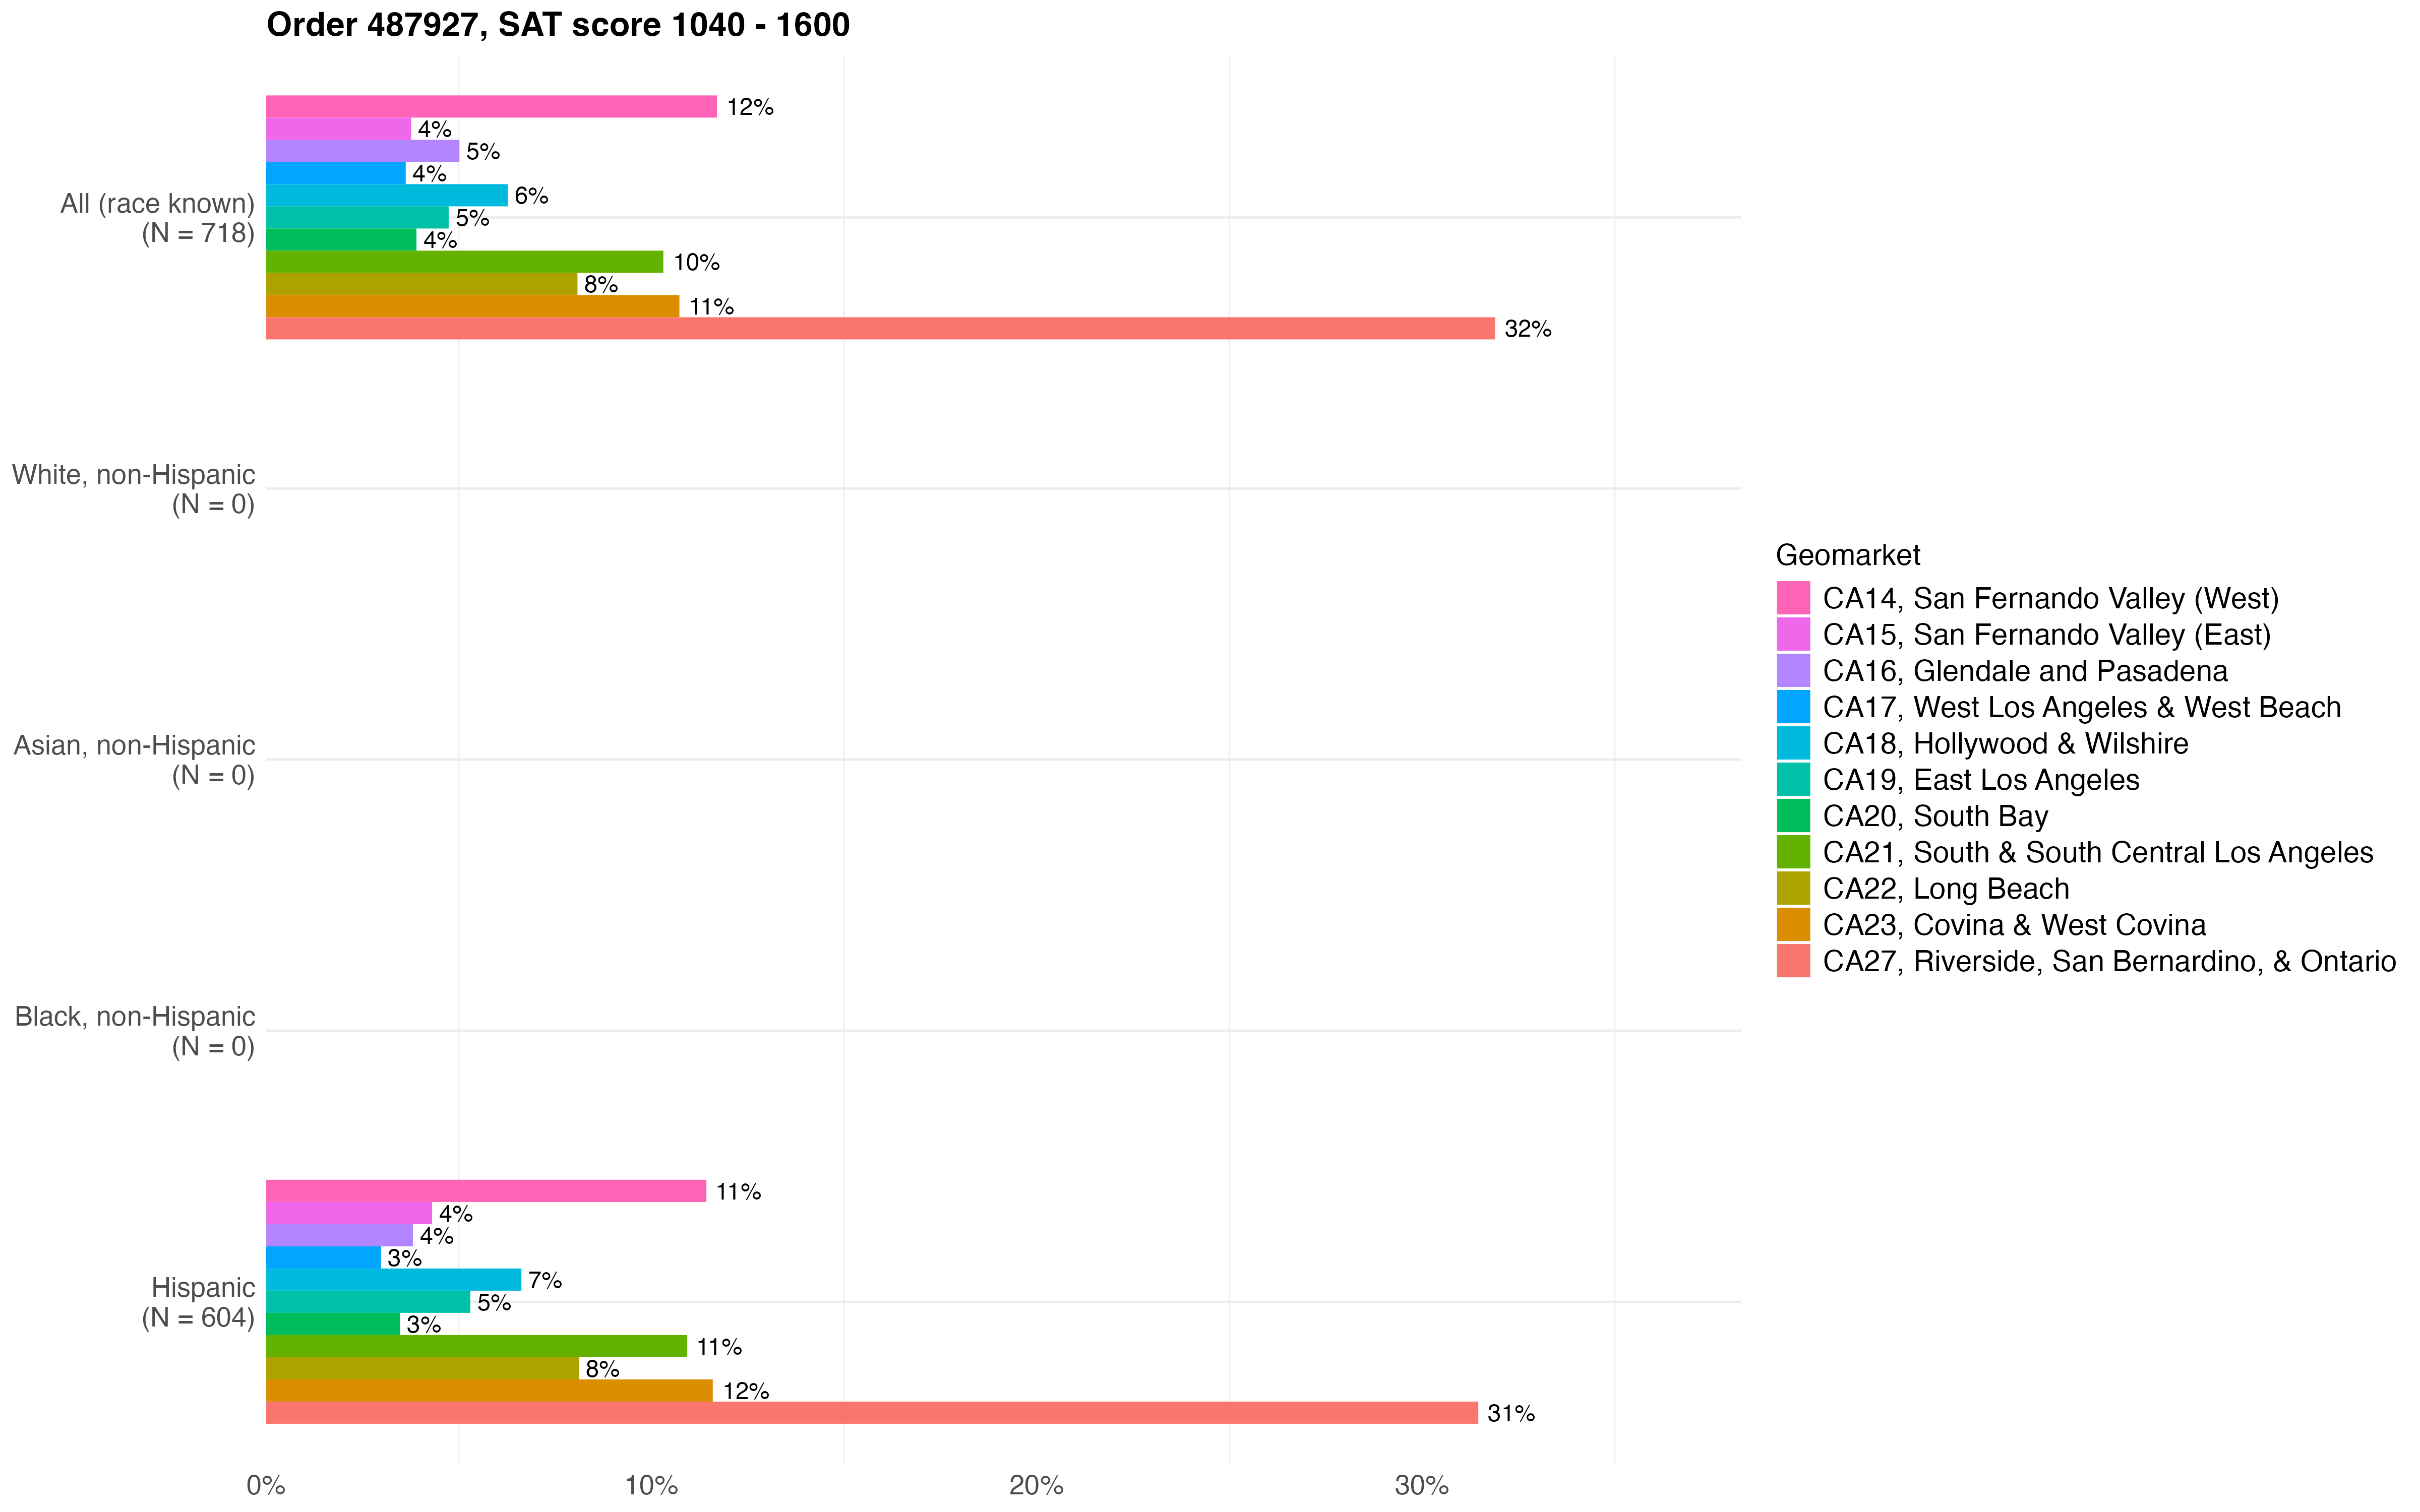 Order 487927, SAT score 1040 - 1600
All (race known)
(N = 718)
12%
4%
5%
4%
6%
5%
4%
10%
8%
11%
32%
White, non-Hispanic
(N = 0)
Asian, non-Hispanic
(N = 0)
Black, non-Hispanic
(N = 0)
Hispanic
(N = 604)
11%
4%
4%
3%
7%
5%
3%
11%
8%
12%
31%
0%
10%
20%
30%
Geomarket
CA14, San Fernando Valley (West)
CA15, San Fernando Valley (East)
CA16, Glendale and Pasadena
CA17, West Los Angeles & West Beach
CA18, Hollywood & Wilshire
CA19, East Los Angeles
CA20, South Bay
CA21, South & South Central Los Angeles
CA22, Long Beach
CA23, Covina & West Covina
CA27, Riverside, San Bernardino, & Ontario